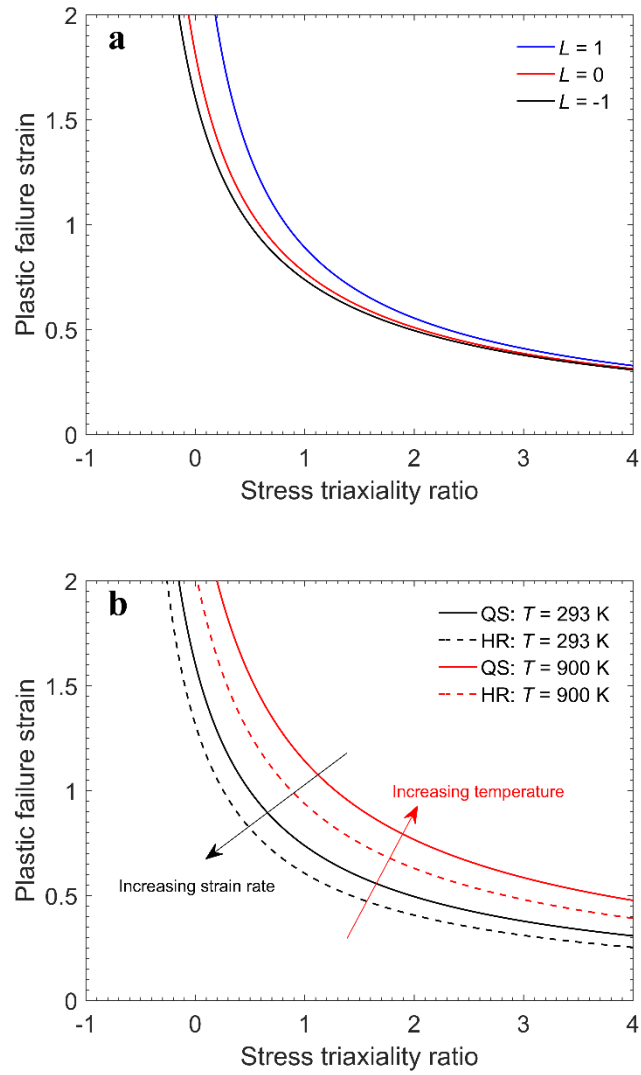 a
L = 1
L = 0
L = -1
2
1.5
1
0.5
0
-1
0
1
2
3
4
Plastic failure strain
Stress triaxiality ratio
b
QS: T = 293 K
HR: T = 293 K
QS: T = 900 K
HR: T = 900 K
Increasing temperature
Increasing strain rate
2
1.5
1
0.5
0
-1
0
1
2
3
4
Plastic failure strain
Stress triaxiality ratio